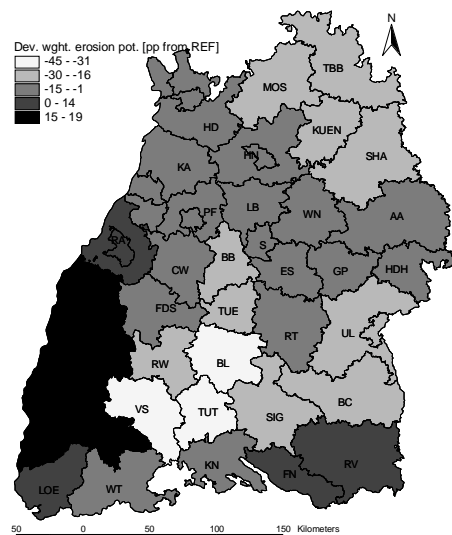 N
Dev. wght. erosion pot. [pp from REF]
-45 - -31
-30 - -16
-15 - -1
0 - 14
15 - 19
TBB
MOS
KUEN
HD
HN
SHA
KA
PF
LB
WN
AA
RA
S
BB
CW
ES
GP
HDH
FDS
TUE
RT
UL
RW
BL
VS
TUT
SIG
BC
KN
FN
RV
LOE
WT
50 0 50 100 150 Kilometers